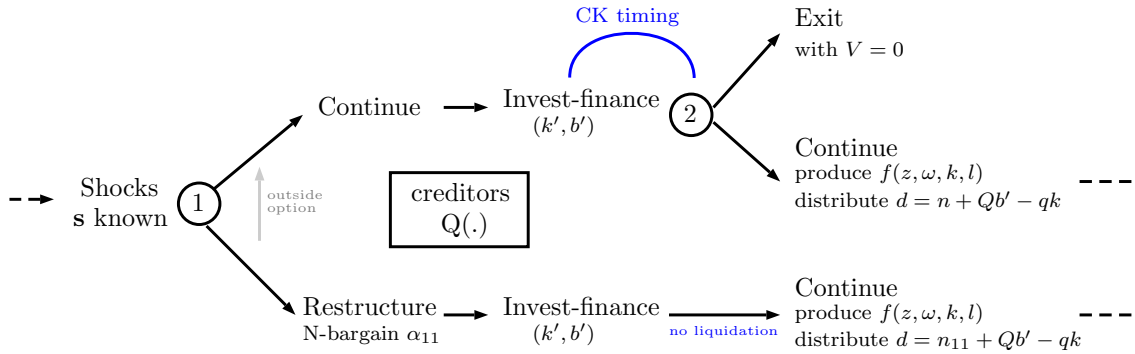 CK timing
Exit
with V = 0
Continue
Invest-finance
(k′, b′)
2
Continue
produce f(z, ω, k, l)
distribute d = n + Qb′ − qk
Shocks
s known
1
outside
option
creditors
Q(.)
Restructure
N-bargain α₁₁
Invest-finance
(k′, b′)
no liquidation
Continue
produce f(z, ω, k, l)
distribute d = n₁₁ + Qb′ − qk